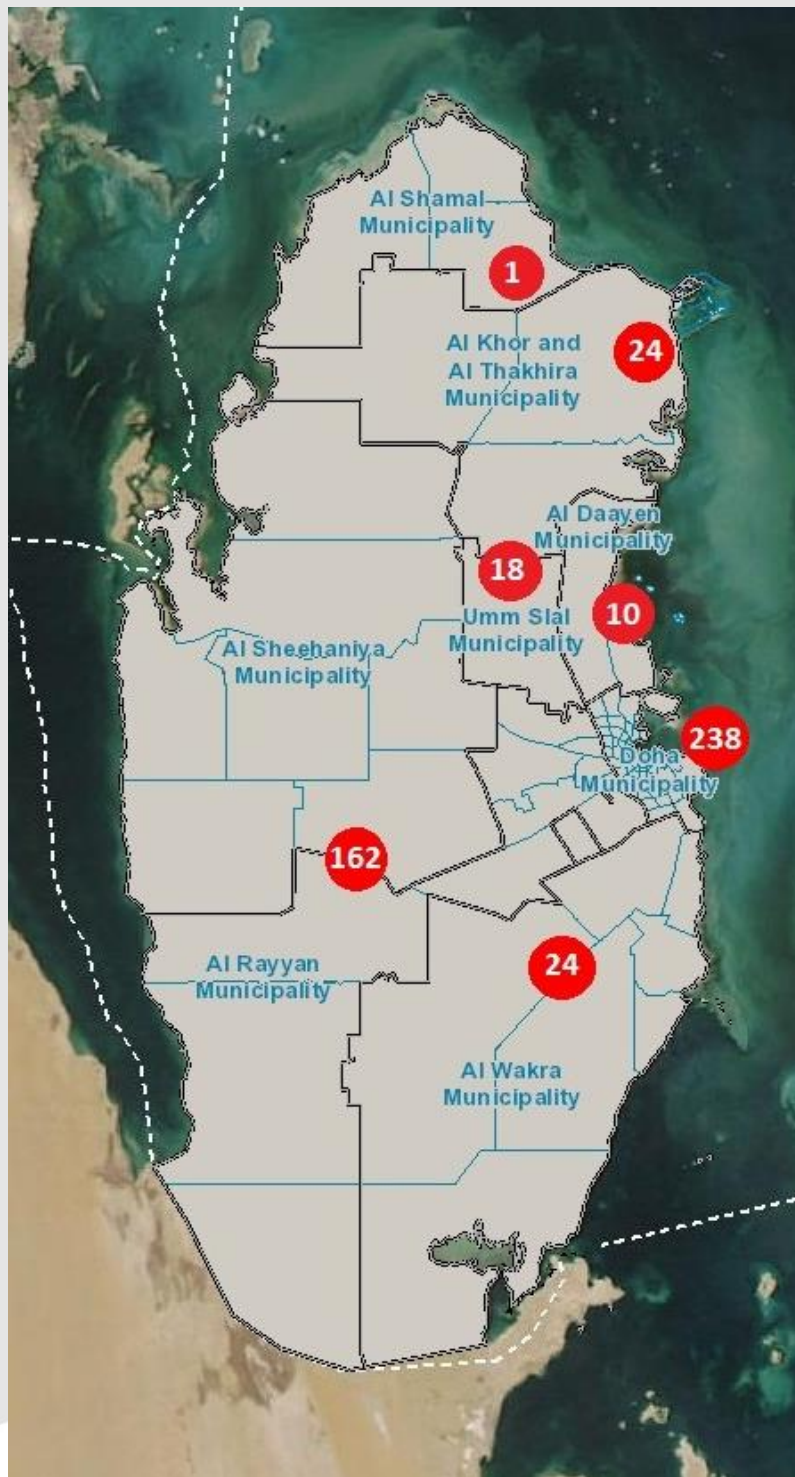 Al Shamal
Municipality
1
Al Khor and
Al Thakhira
Municipality
24
Al Daayen
Municipality
18
10
Umm Slal
Municipality
Al Sheehaniya
Municipality
238
Doha
Municipality
162
Al Rayyan
Municipality
24
Al Wakra
Municipality